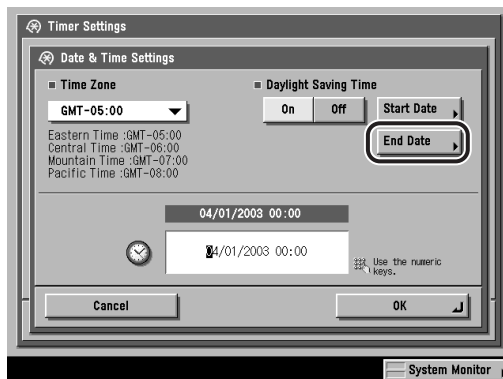 Timer Settings
Date & Time Settings
Time Zone
Daylight Saving Time
GMT-05:00
On
Off
Start Date
End Date
Eastern Time :GMT-05:00
Central Time :GMT-06:00
Mountain Time :GMT-07:00
Pacific Time :GMT-08:00
04/01/2003 00:00
04/01/2003 00:00
Use the numeric
keys.
Cancel
OK
System Monitor